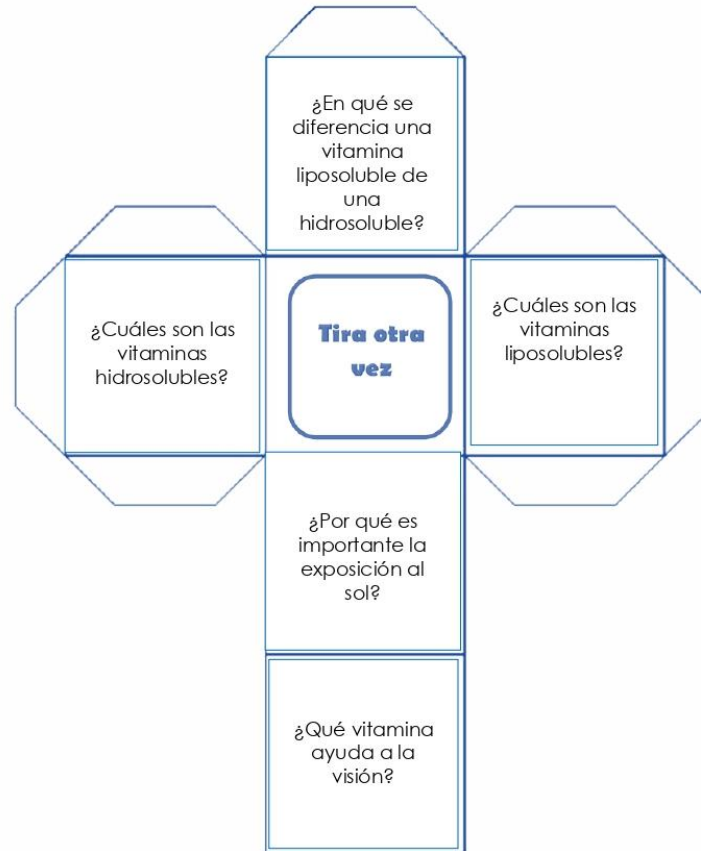 ¿En qué se
diferencia una
vitamina
liposoluble de
una
hidrosoluble?
¿Cuáles son las
vitaminas
hidrosolubles?
Tira otra
vez
¿Cuáles son las
vitaminas
liposolubles?
¿Por qué es
importante la
exposición al
sol?
¿Qué vitamina
ayuda a la
visión?